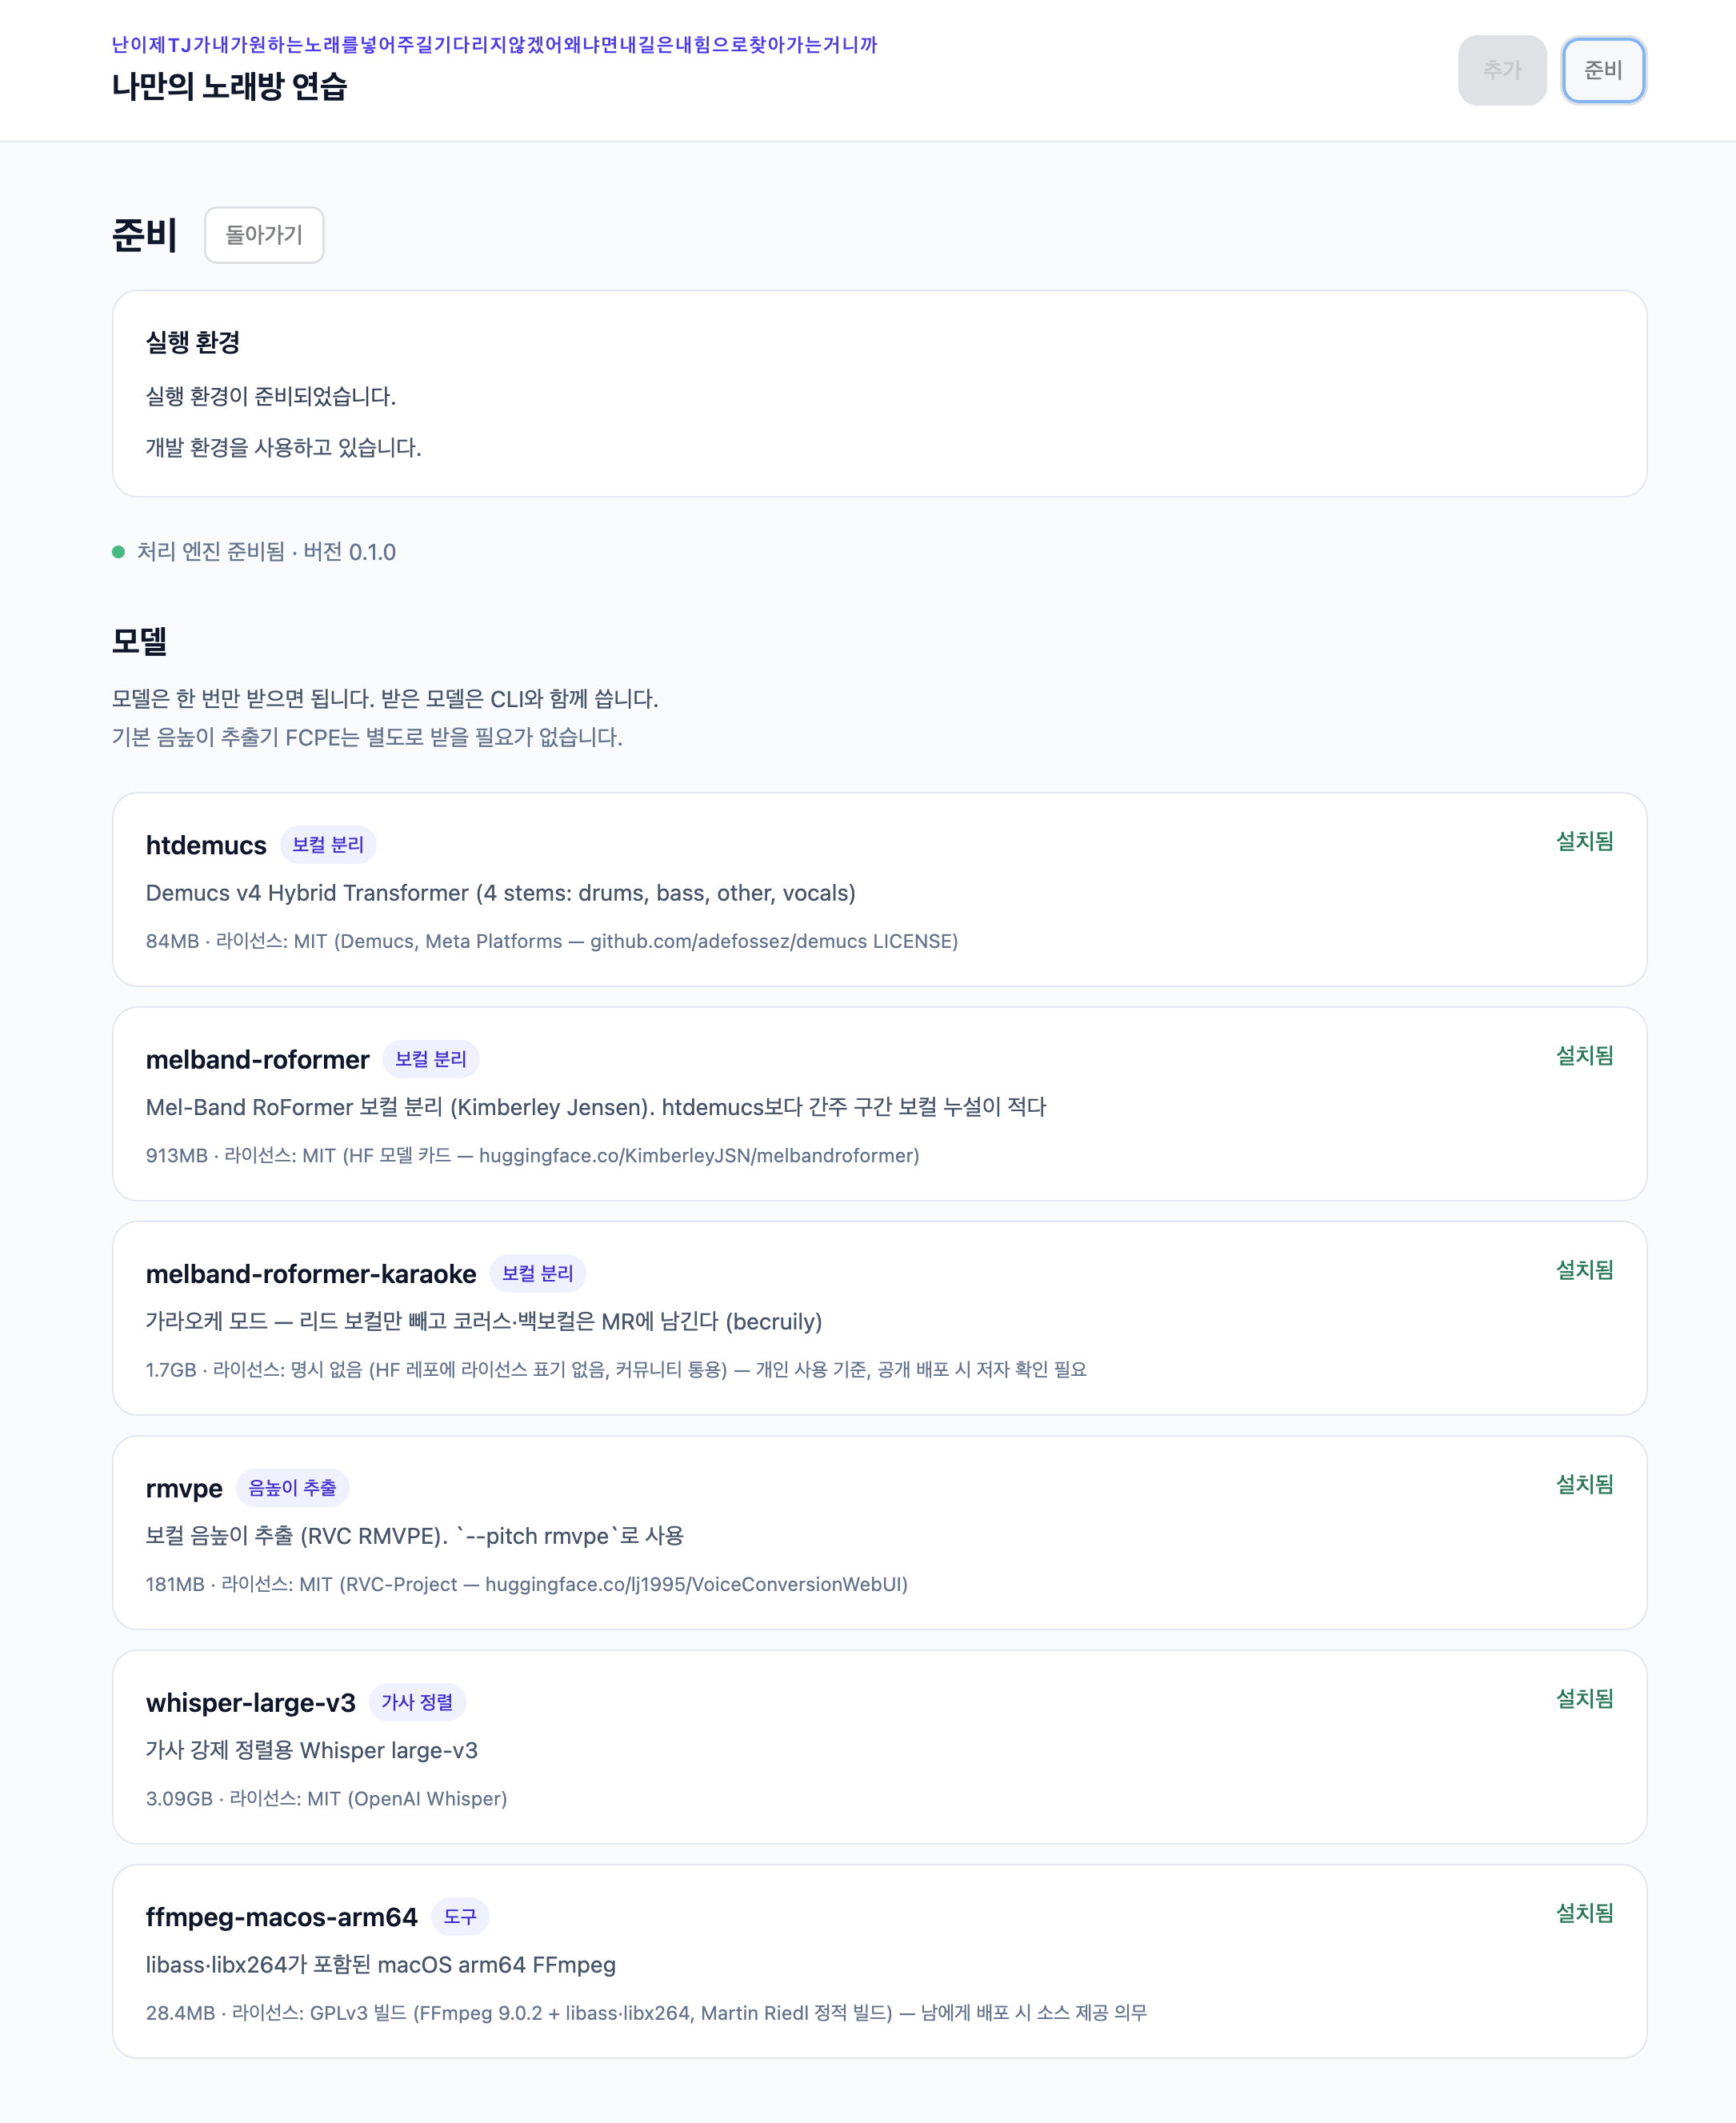 난이제TJ가내가원하는노래를넣어주길기다리지않겠어왜냐면내길은내힘으로찾아가는거니까
나만의 노래방 연습
추가
준비
준비
돌아가기
실행 환경
실행 환경이 준비되었습니다.
개발 환경을 사용하고 있습니다.
처리 엔진 준비됨 · 버전 0.1.0
모델
모델은 한 번만 받으면 됩니다. 받은 모델은 CLI와 함께 씁니다.
기본 음높이 추출기 FCPE는 별도로 받을 필요가 없습니다.
htdemucs 보컬 분리 설치됨
Demucs v4 Hybrid Transformer (4 stems: drums, bass, other, vocals)
84MB · 라이선스: MIT (Demucs, Meta Platforms — github.com/adefossez/demucs LICENSE)
melband-roformer 보컬 분리 설치됨
Mel-Band RoFormer 보컬 분리 (Kimberley Jensen). htdemucs보다 간주 구간 보컬 누설이 적다
913MB · 라이선스: MIT (HF 모델 카드 — huggingface.co/KimberleyJSN/melbandroformer)
melband-roformer-karaoke 보컬 분리 설치됨
가라오케 모드 — 리드 보컬만 빼고 코러스·백보컬은 MR에 남긴다 (becruily)
1.7GB · 라이선스: 명시 없음 (HF 레포에 라이선스 표기 없음, 커뮤니티 통용) — 개인 사용 기준, 공개 배포 시 저자 확인 필요
rmvpe 음높이 추출 설치됨
보컬 음높이 추출 (RVC RMVPE). `--pitch rmvpe`로 사용
181MB · 라이선스: MIT (RVC-Project — huggingface.co/lj1995/VoiceConversionWebUI)
whisper-large-v3 가사 정렬 설치됨
가사 강제 정렬용 Whisper large-v3
3.09GB · 라이선스: MIT (OpenAI Whisper)
ffmpeg-macos-arm64 도구 설치됨
libass·libx264가 포함된 macOS arm64 FFmpeg
28.4MB · 라이선스: GPLv3 빌드 (FFmpeg 9.0.2 + libass·libx264, Martin Riedl 정적 빌드) — 남에게 배포 시 소스 제공 의무